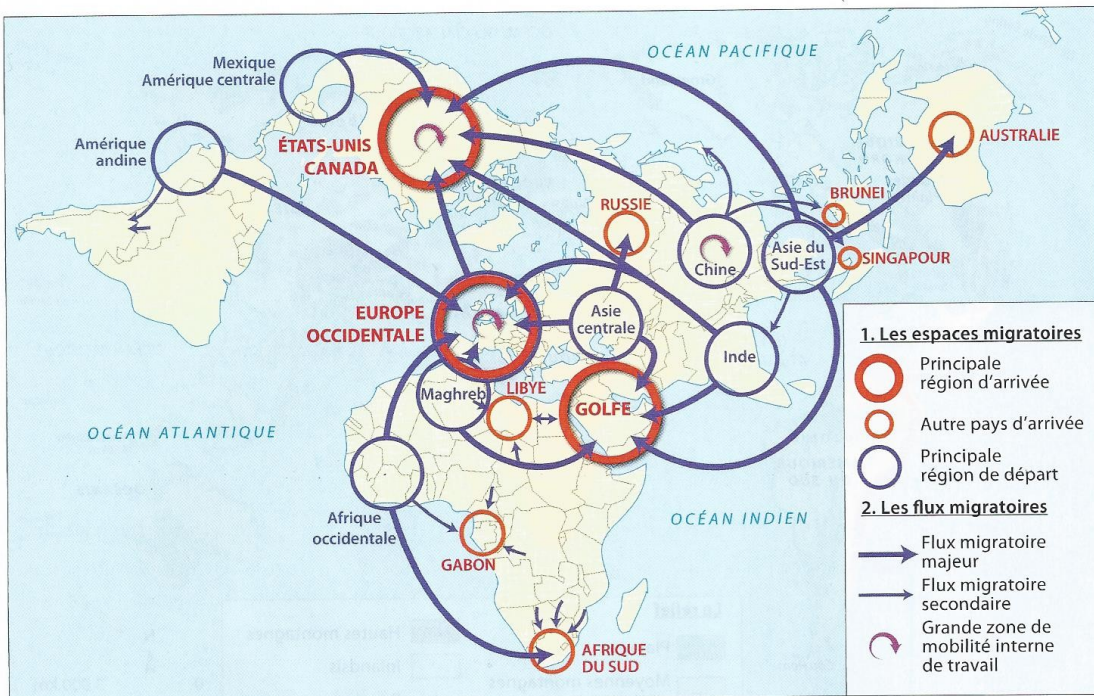 OCÉAN PACIFIQUE
Mexique
Amérique centrale
Amérique
andine
ÉTATS-UNIS
CANADA
AUSTRALIE
BRUNEI
RUSSIE
Chine
Asie du
Sud-Est
SINGAPOUR
EUROPE
OCCIDENTALE
Asie
centrale
Inde
Maghreb
LIBYE
GOLFE
OCÉAN ATLANTIQUE
OCÉAN INDIEN
Afrique
occidentale
GABON
AFRIQUE
DU SUD
1. Les espaces migratoires
Principale
région d'arrivée
Autre pays d'arrivée
Principale
région de départ
2. Les flux migratoires
Flux migratoire
majeur
Flux migratoire
secondaire
Grande zone de
mobilité interne
de travail